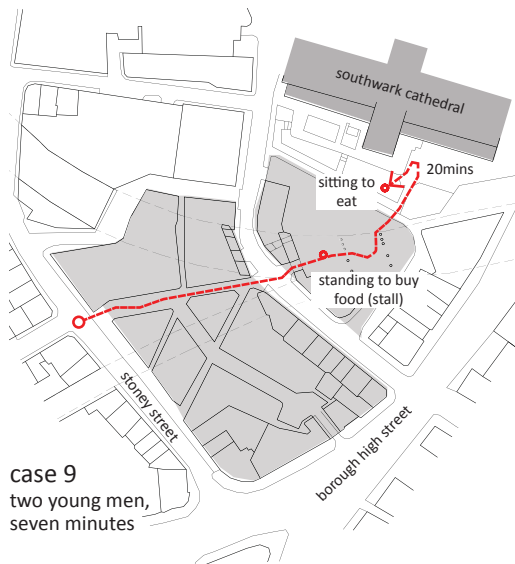 southwark cathedral
20mins
sitting to
eat
standing to buy
food (stall)
stoney street
borough high street
case 9
two young men,
seven minutes